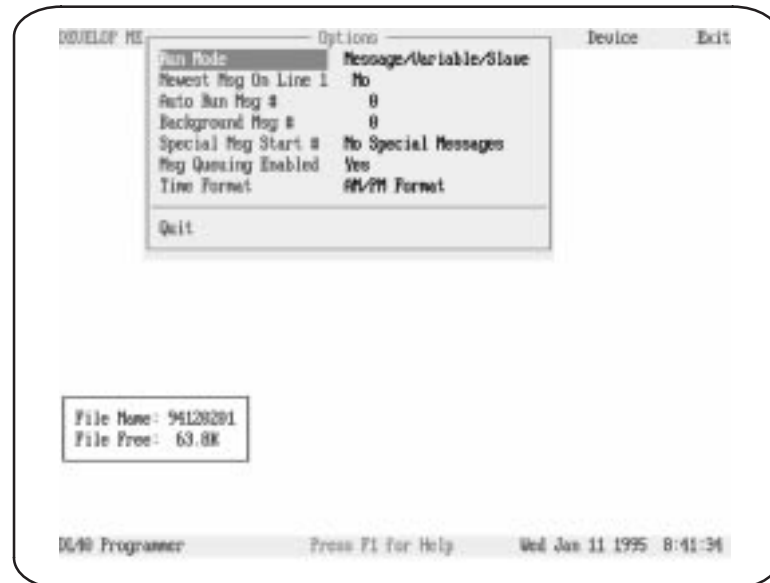 DEVELOP ME Options Device Exit
Run Mode Message/Variable/Slave
Newest Msg On Line 1 No
Auto Run Msg # 0
Background Msg # 0
Special Msg Start # No Special Messages
Msg Queuing Enabled Yes
Time Format AM/PM Format
Quit
File Name: 94120201
File Free: 63.8K
DL40 Programmer Press F1 for Help Wed Jan 11 1995 8:41:34